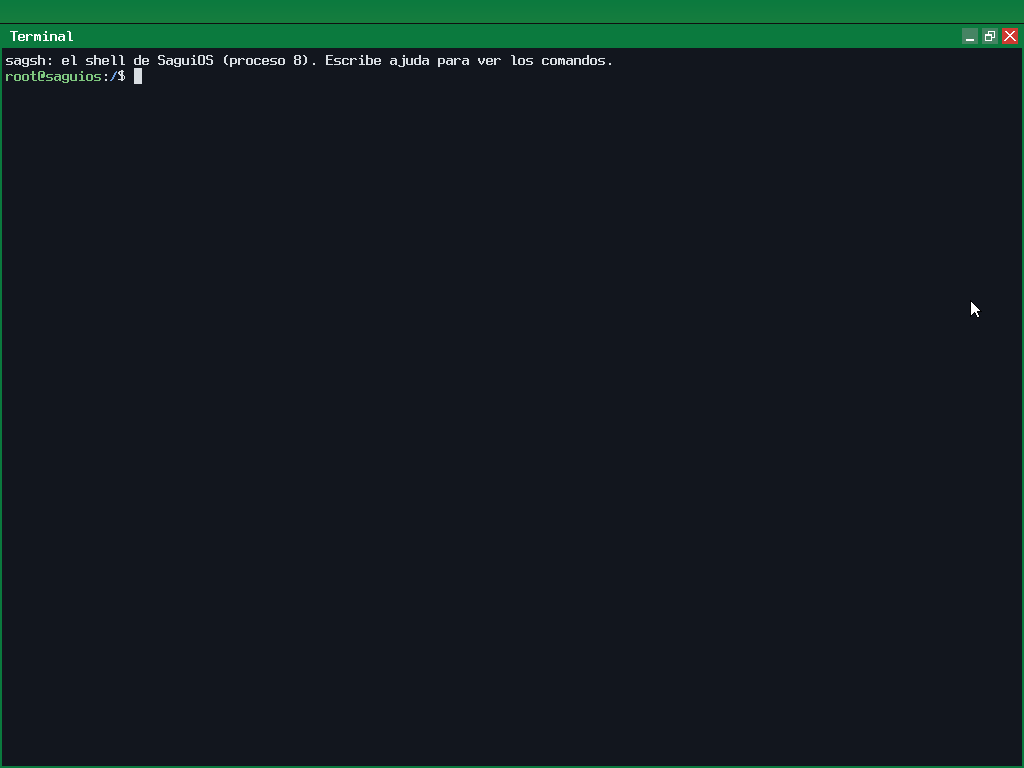 Terminal
sagsh: el shell de SaguiOS (proceso 8). Escribe ajuda para ver los comandos.
root@saguios:/$